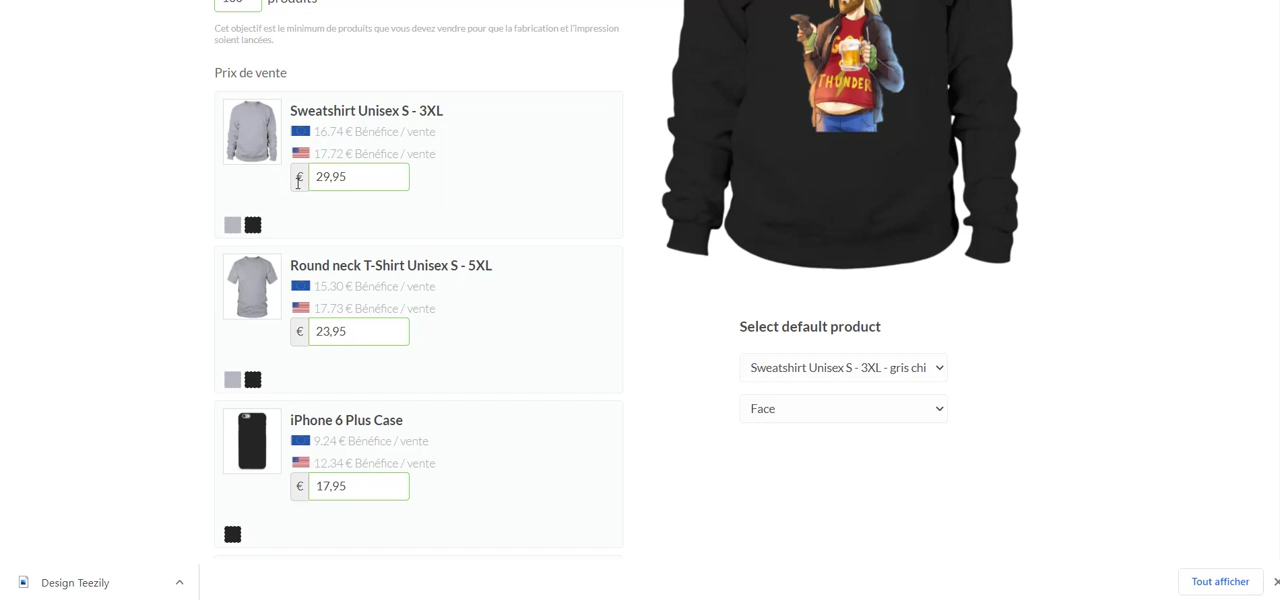 produits
Cet objectif est le minimum de produits que vous devez vendre pour que la fabrication et l'impression
soient lancées.
Prix de vente
Sweatshirt Unisex S - 3XL
16.74 € Bénéfice / vente
17.72 € Bénéfice / vente
€ 29,95
Round neck T-Shirt Unisex S - 5XL
15.30 € Bénéfice / vente
17.73 € Bénéfice / vente
€ 23,95
iPhone 6 Plus Case
9.24 € Bénéfice / vente
12.34 € Bénéfice / vente
€ 17,95
THUNDER
Select default product
Sweatshirt Unisex S - 3XL - gris chi
Face
Design Teezily
Tout afficher